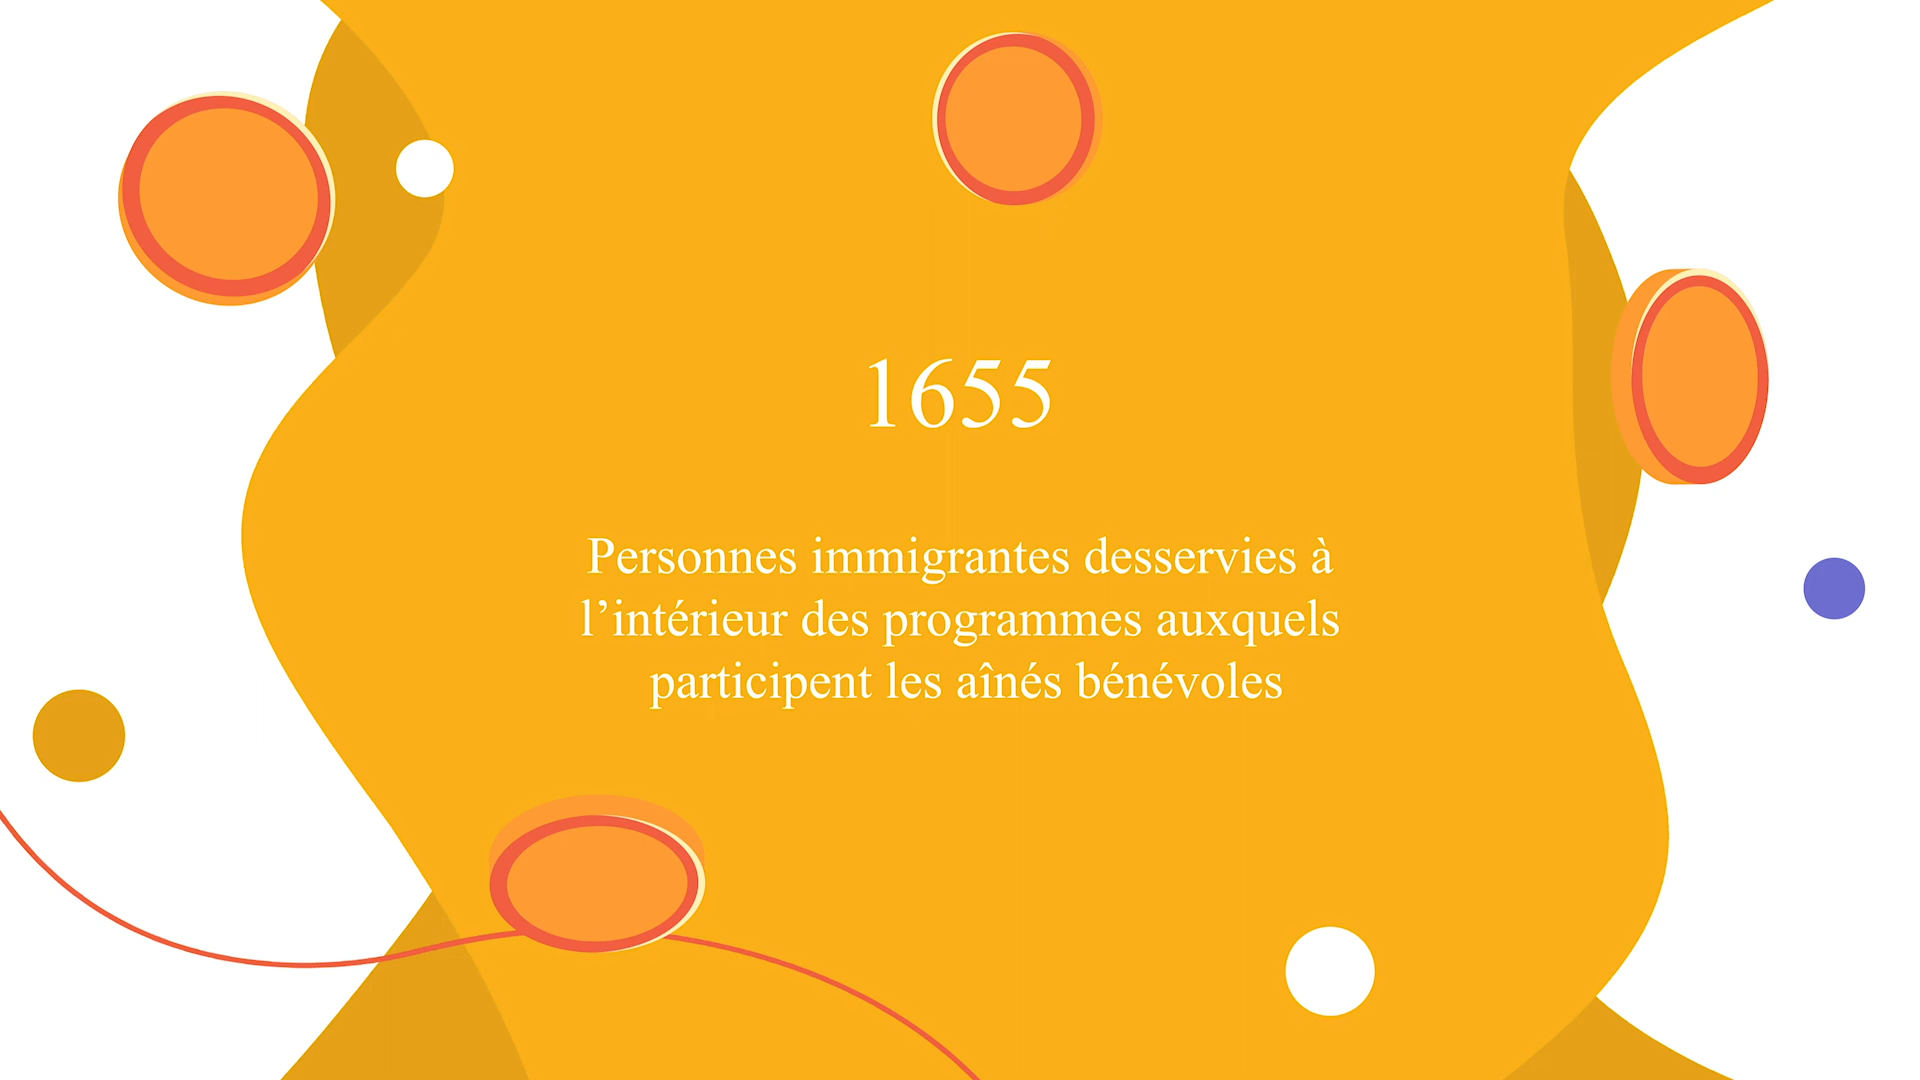 1655
Personnes immigrantes desservies à
l’intérieur des programmes auxquels
participent les aînés bénévoles